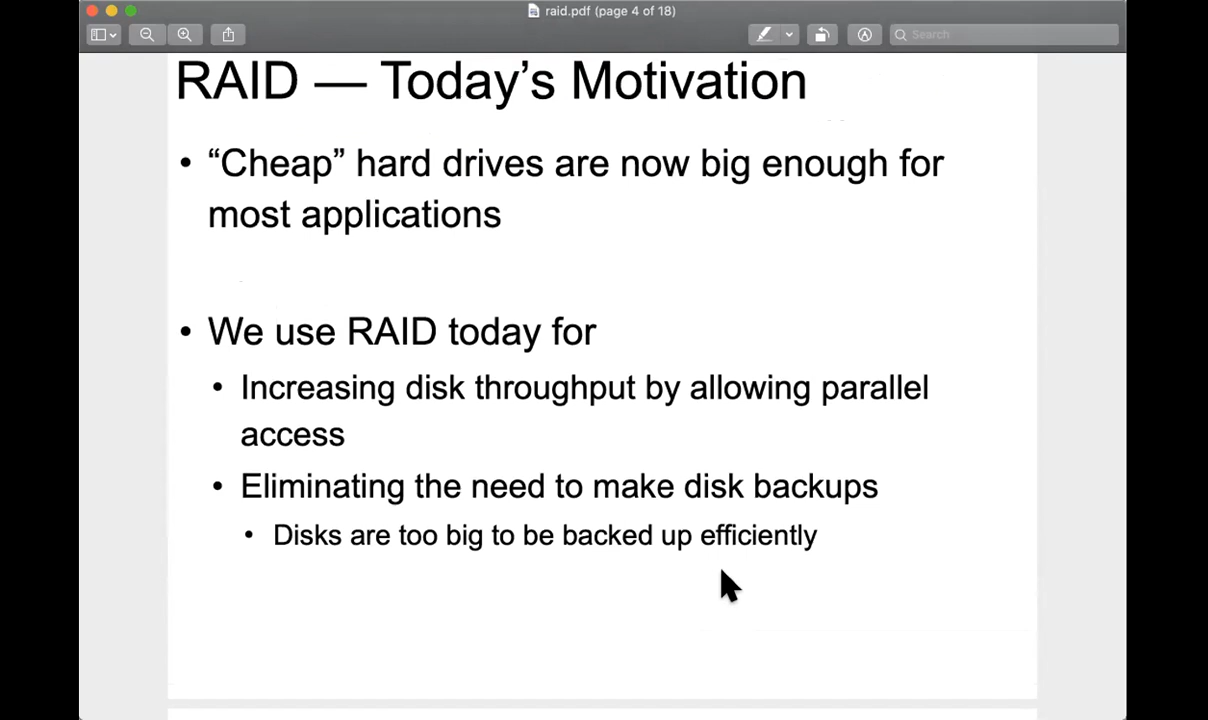 raid.pdf (page 4 of 18)
Search
RAID — Today’s Motivation
• “Cheap” hard drives are now big enough for
most applications
• We use RAID today for
• Increasing disk throughput by allowing parallel
access
• Eliminating the need to make disk backups
• Disks are too big to be backed up efficiently